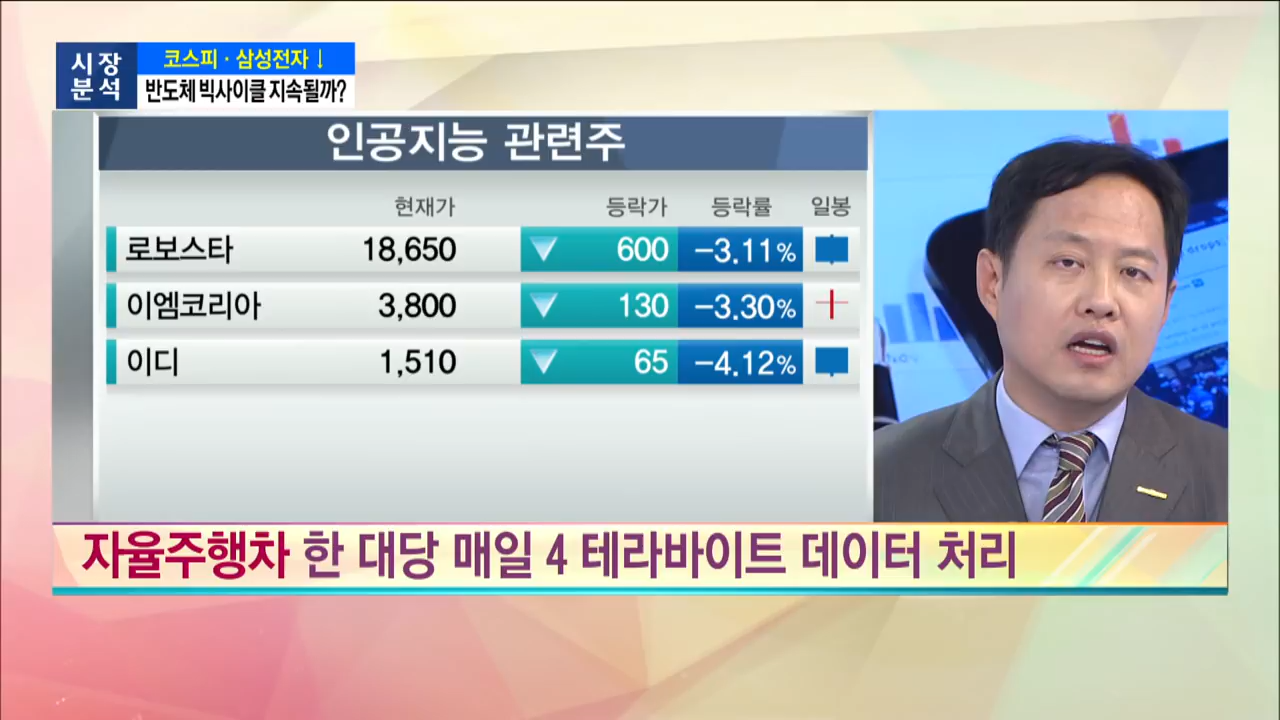 시장
분석
코스피 · 삼성전자 ↓
반도체 빅사이클 지속될까?
인공지능 관련주
현재가 등락가 등락률 일봉
로보스타 18,650 ▼ 600 -3.11%
이엠코리아 3,800 ▼ 130 -3.30%
이디 1,510 ▼ 65 -4.12%
자율주행차 한 대당 매일 4 테라바이트 데이터 처리